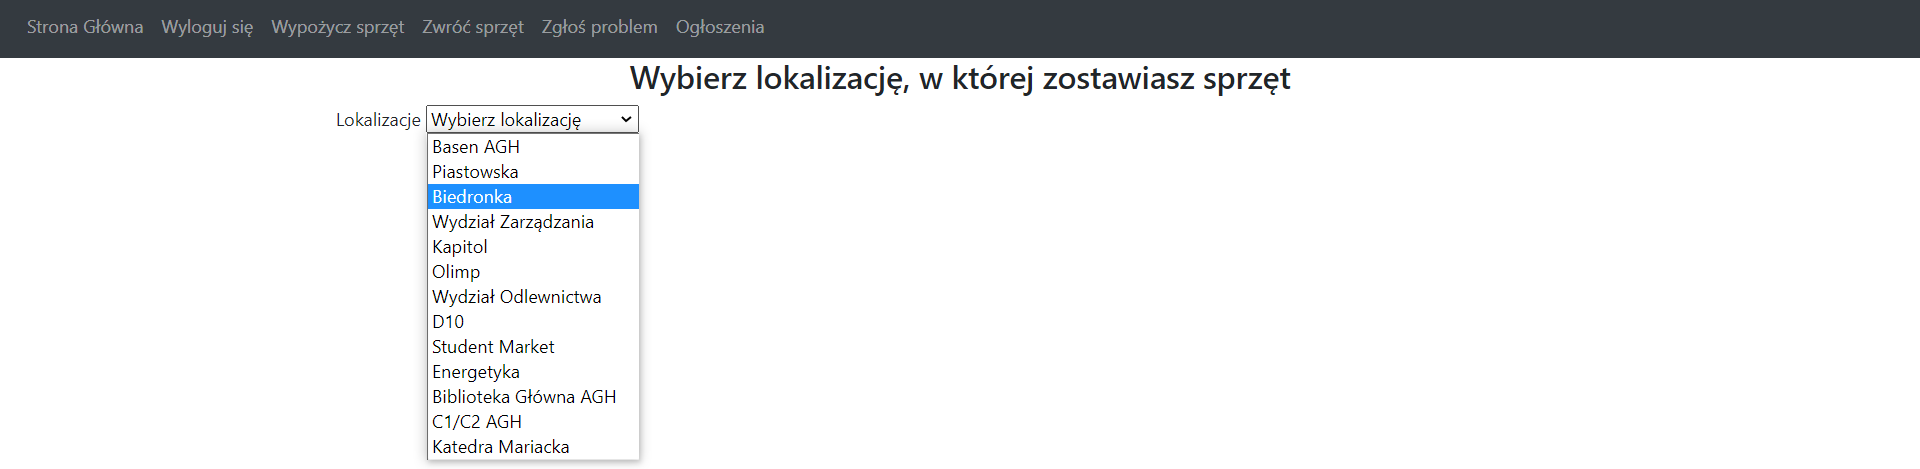 Strona Główna Wyloguj się Wypożycz sprzęt Zwróć sprzęt Zgłoś problem Ogłoszenia
Wybierz lokalizację, w której zostawiasz sprzęt
Lokalizacje Wybierz lokalizację
Basen AGH
Piastowska
Biedronka
Wydział Zarządzania
Kapitol
Olimp
Wydział Odlewnictwa
D10
Student Market
Energetyka
Biblioteka Główna AGH
C1/C2 AGH
Katedra Mariacka